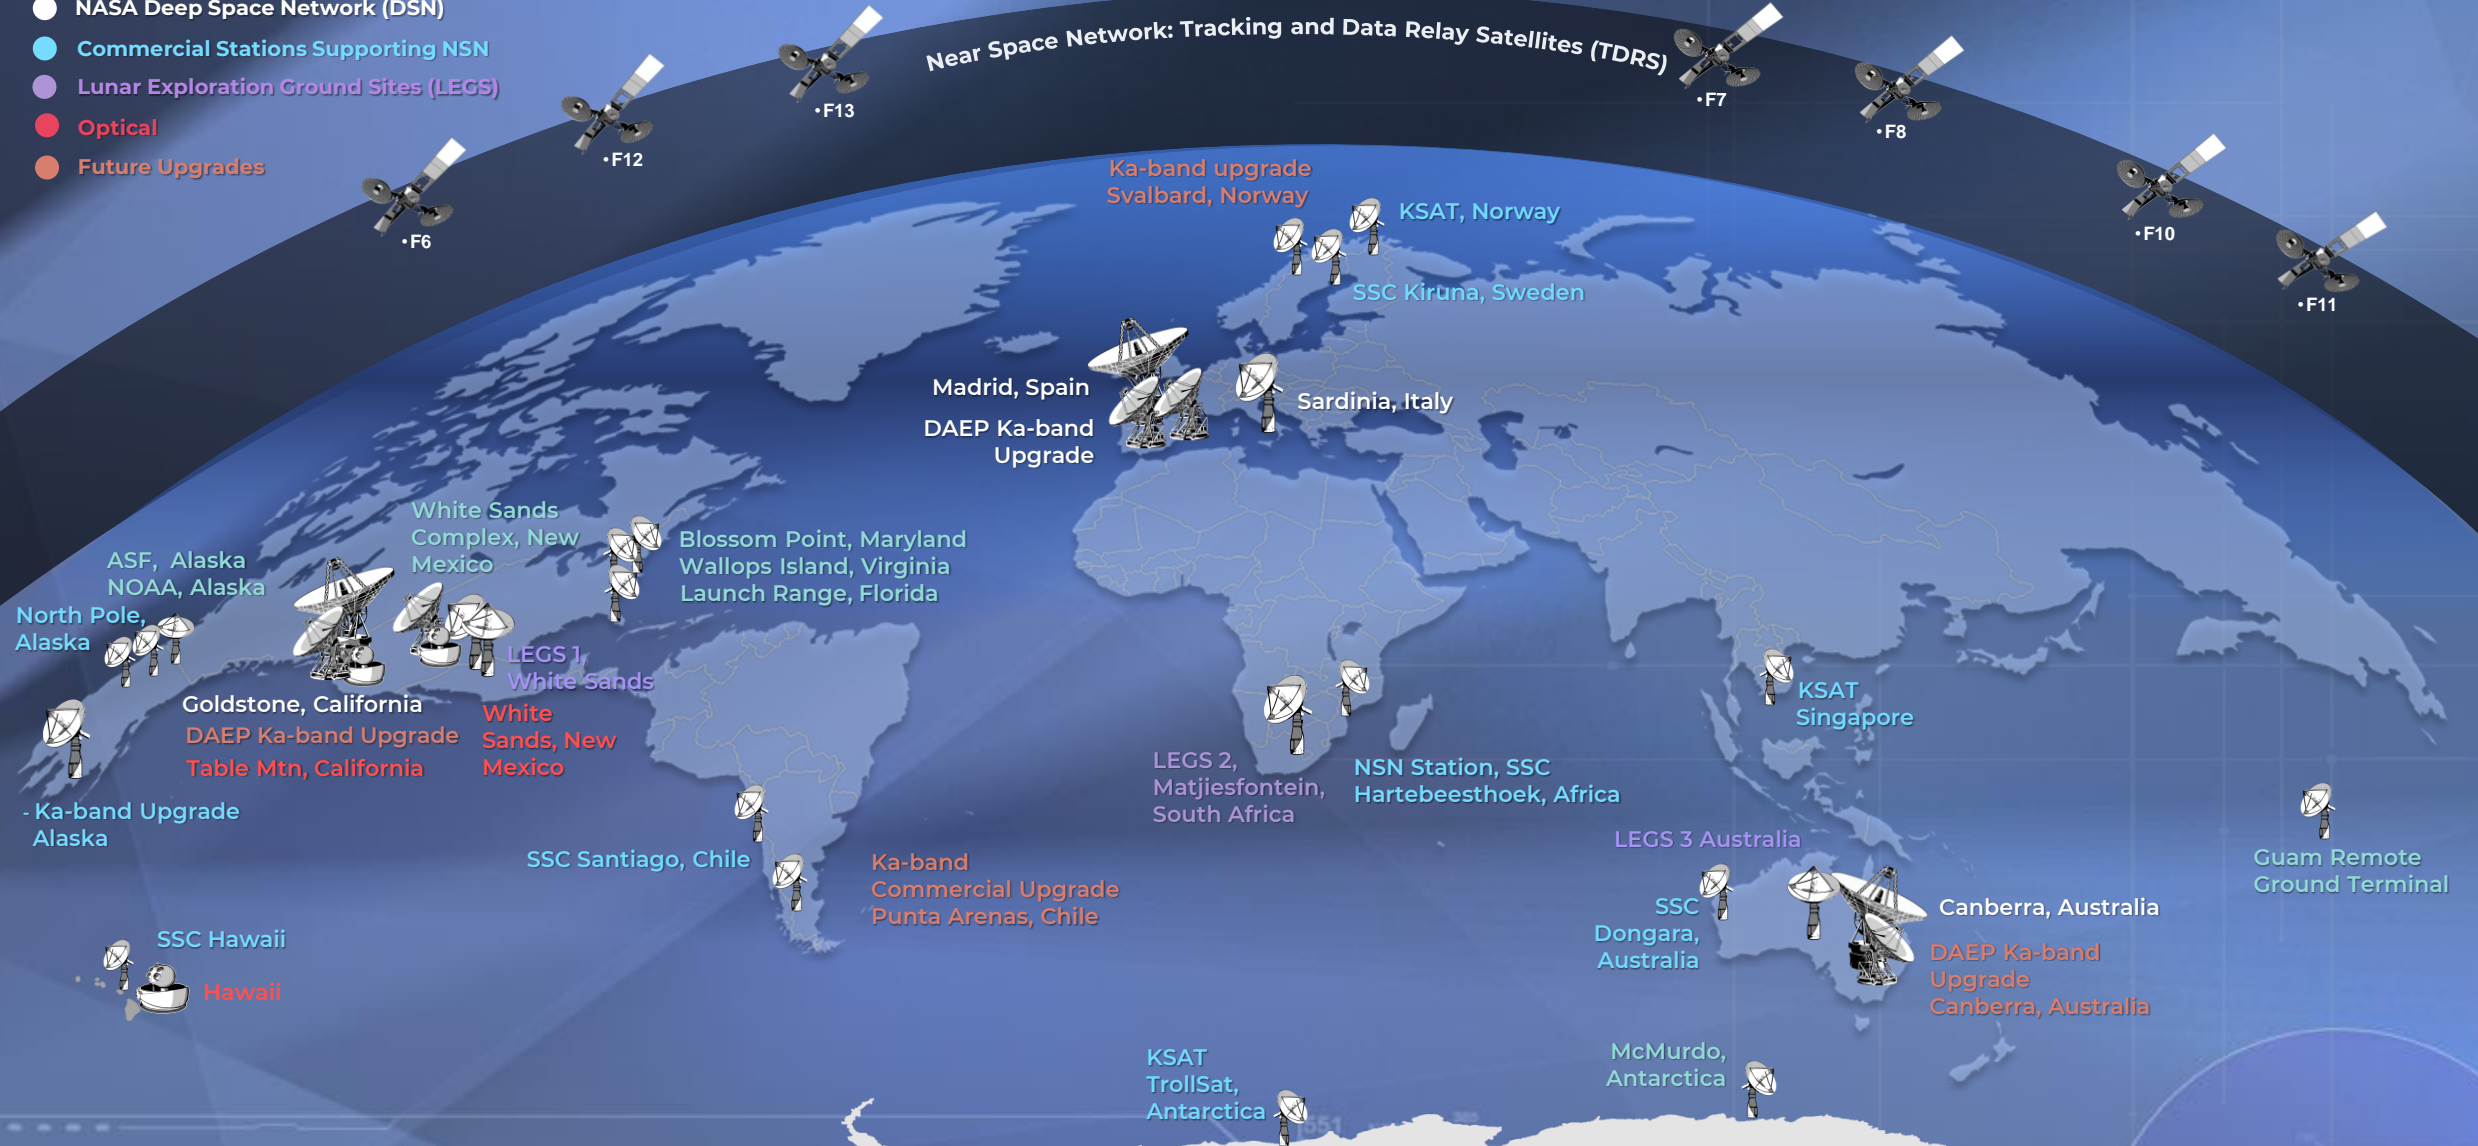 NASA Deep Space Network (DSN)
Commercial Stations Supporting NSN
Lunar Exploration Ground Sites (LEGS)
Optical
Future Upgrades
Near Space Network: Tracking and Data Relay Satellites (TDRS)
•F6
•F12
•F13
•F7
•F8
•F10
•F11
Ka-band upgrade
Svalbard, Norway
KSAT, Norway
SSC Kiruna, Sweden
Madrid, Spain
DAEP Ka-band
Upgrade
Sardinia, Italy
White Sands
Complex, New
Mexico
Blossom Point, Maryland
Wallops Island, Virginia
Launch Range, Florida
ASF, Alaska
NOAA, Alaska
North Pole,
Alaska
LEGS 1,
White Sands
Goldstone, California
DAEP Ka-band Upgrade
Table Mtn, California
White
Sands, New
Mexico
- Ka-band Upgrade
Alaska
KSAT
Singapore
LEGS 2,
Matjiesfontein,
South Africa
NSN Station, SSC
Hartebeesthoek, Africa
SSC Santiago, Chile
Ka-band
Commercial Upgrade
Punta Arenas, Chile
LEGS 3 Australia
SSC
Dongara,
Australia
Canberra, Australia
DAEP Ka-band
Upgrade
Canberra, Australia
Guam Remote
Ground Terminal
SSC Hawaii
Hawaii
KSAT
TrollSat,
Antarctica
McMurdo,
Antarctica
551